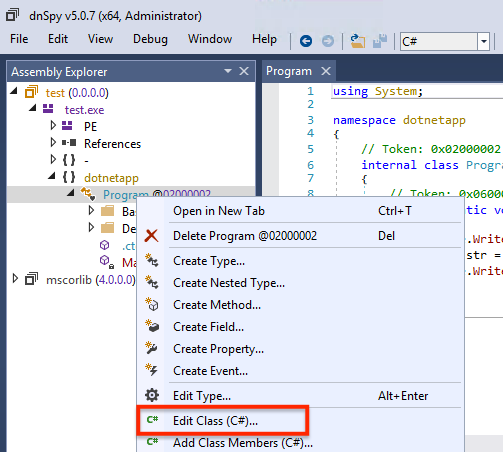 dnSpy v5.0.7 (x64, Administrator)
File Edit View Debug Window Help C#
Assembly Explorer
test (0.0.0.0)
test.exe
PE
References
-
{ } dotnetapp
Program @02000002
Ba
De
.ct
Ma
mscorlib (4.0.0.0)
Program
1 using System;
2
3 namespace dotnetapp
4 {
5 // Token: 0x02000002
6 internal class Progra
7 {
8 // Token: 0x0600
tic vo
.Write
str =
.Write
Open in New Tab Ctrl+T
Delete Program @02000002 Del
Create Type...
Create Nested Type...
Create Method...
Create Field...
Create Property...
Create Event...
Edit Type... Alt+Enter
C# Edit Class (C#)...
C# Add Class Members (C#)...